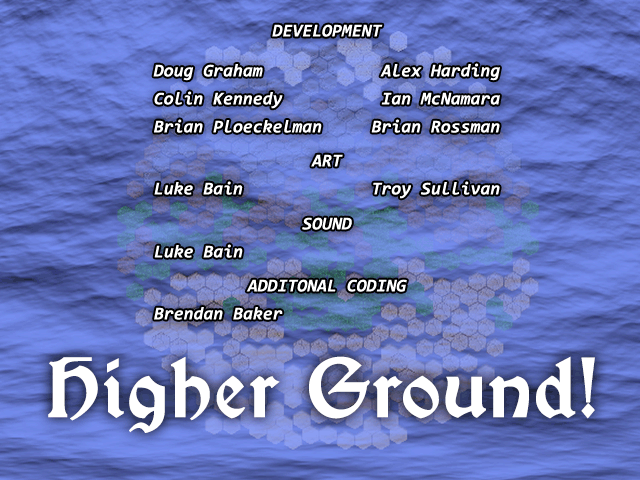 DEVELOPMENT
Doug Graham Alex Harding
Colin Kennedy Ian McNamara
Brian Ploeckelman Brian Rossman
ART
Luke Bain Troy Sullivan
SOUND
Luke Bain
ADDITONAL CODING
Brendan Baker
Higher Ground!